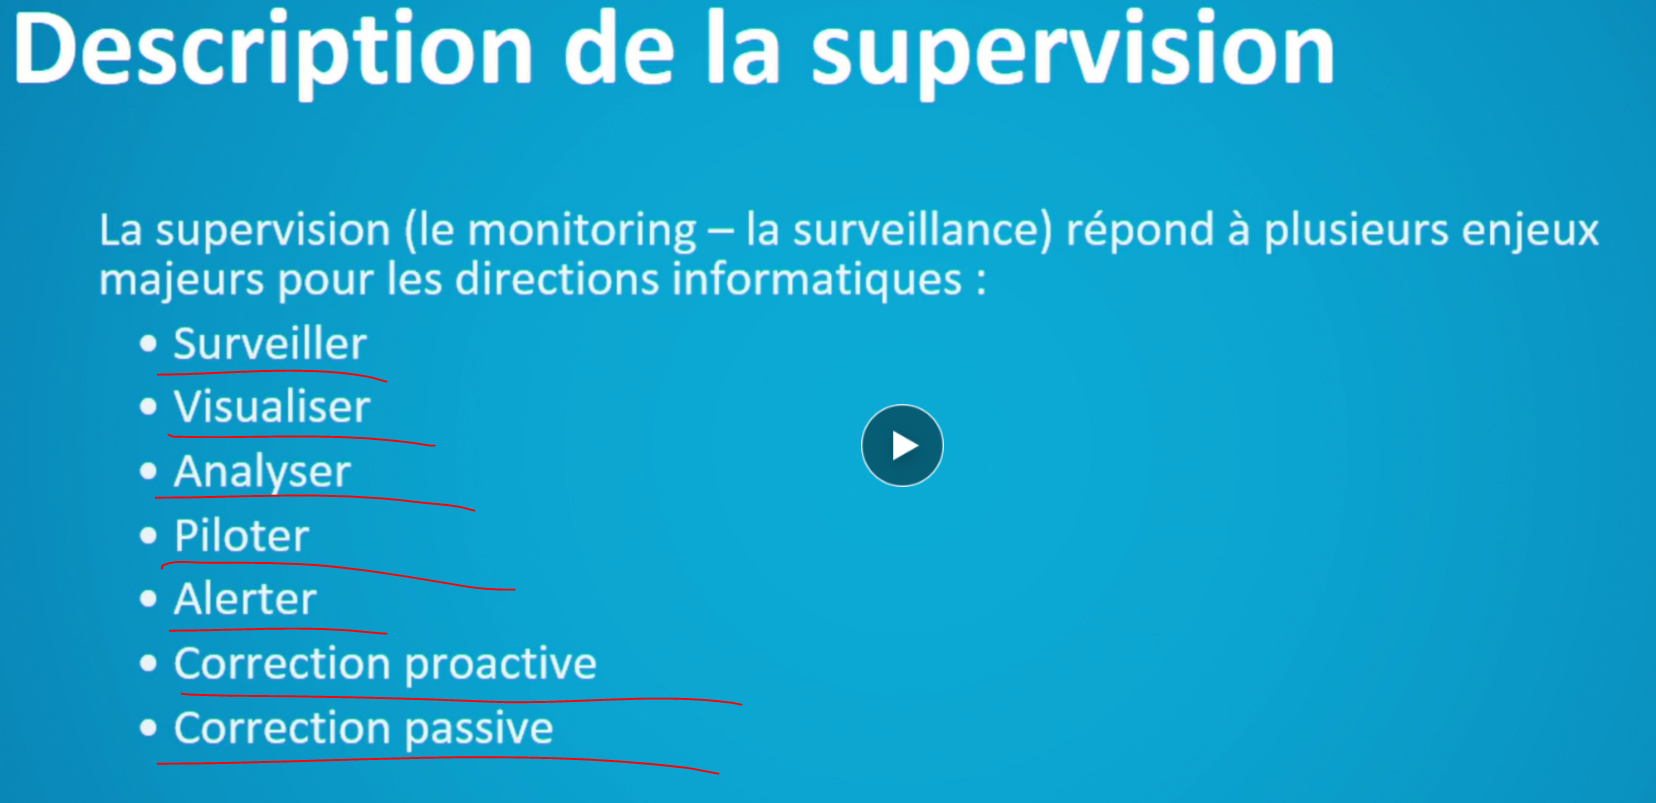 Description de la supervision
La supervision (le monitoring – la surveillance) répond à plusieurs enjeux
majeurs pour les directions informatiques :
• Surveiller
• Visualiser
• Analyser
• Piloter
• Alerter
• Correction proactive
• Correction passive